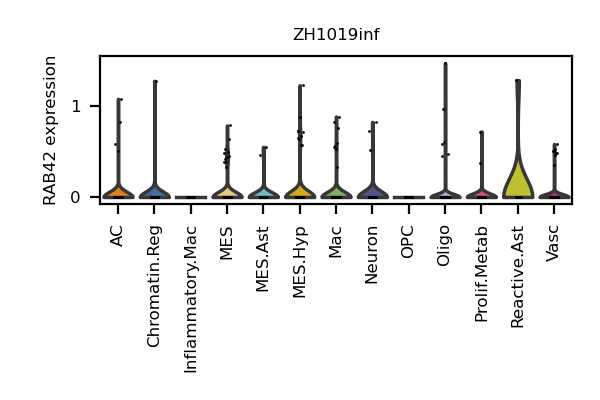 ZH1019inf
RAB42 expression
1
0
AC
Chromatin.Reg
Inflammatory.Mac
MES
MES.Ast
MES.Hyp
Mac
Neuron
OPC
Oligo
Prolif.Metab
Reactive.Ast
Vasc